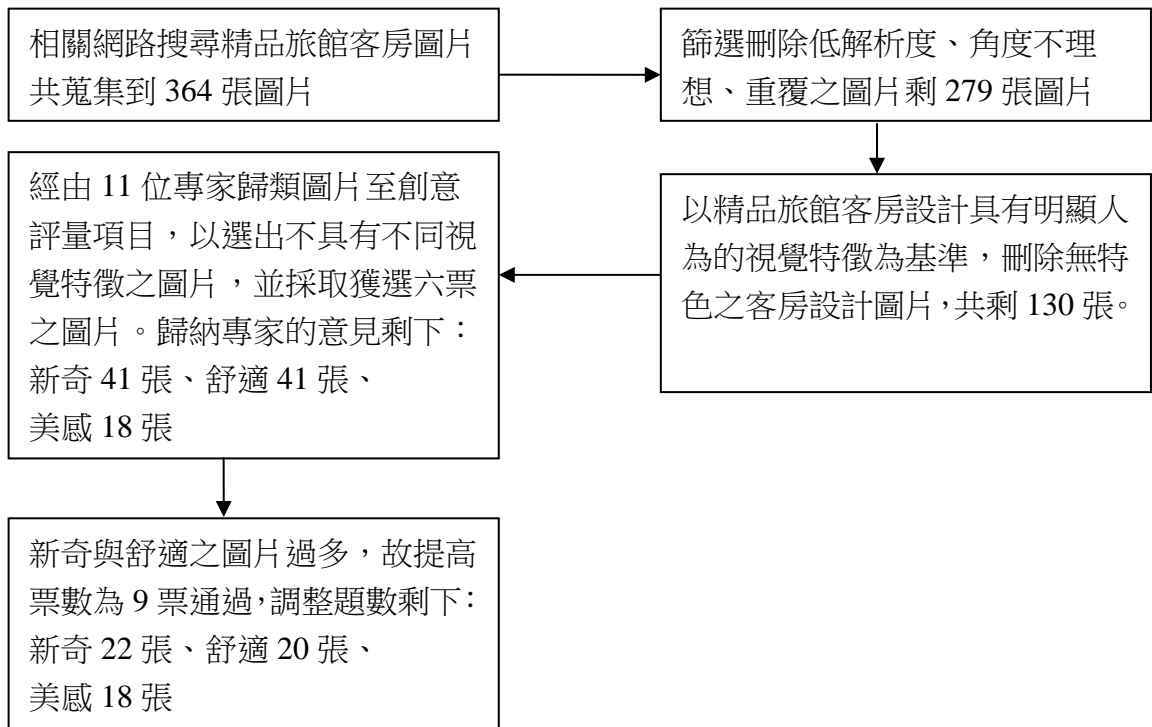 相關網路搜尋精品旅館客房圖片
共蒐集到 364 張圖片
篩選刪除低解析度、角度不理
想、重覆之圖片剩 279 張圖片
以精品旅館客房設計具有明顯人
為的視覺特徵為基準，刪除無特
色之客房設計圖片，共剩 130 張。
經由 11 位專家歸類圖片至創意
評量項目，以選出不具有不同視
覺特徵之圖片，並採取獲選六票
之圖片。歸納專家的意見剩下：
新奇 41 張、舒適 41 張、
美感 18 張
新奇與舒適之圖片過多，故提高
票數為 9 票通過，調整題數剩下：
新奇 22 張、舒適 20 張、
美感 18 張